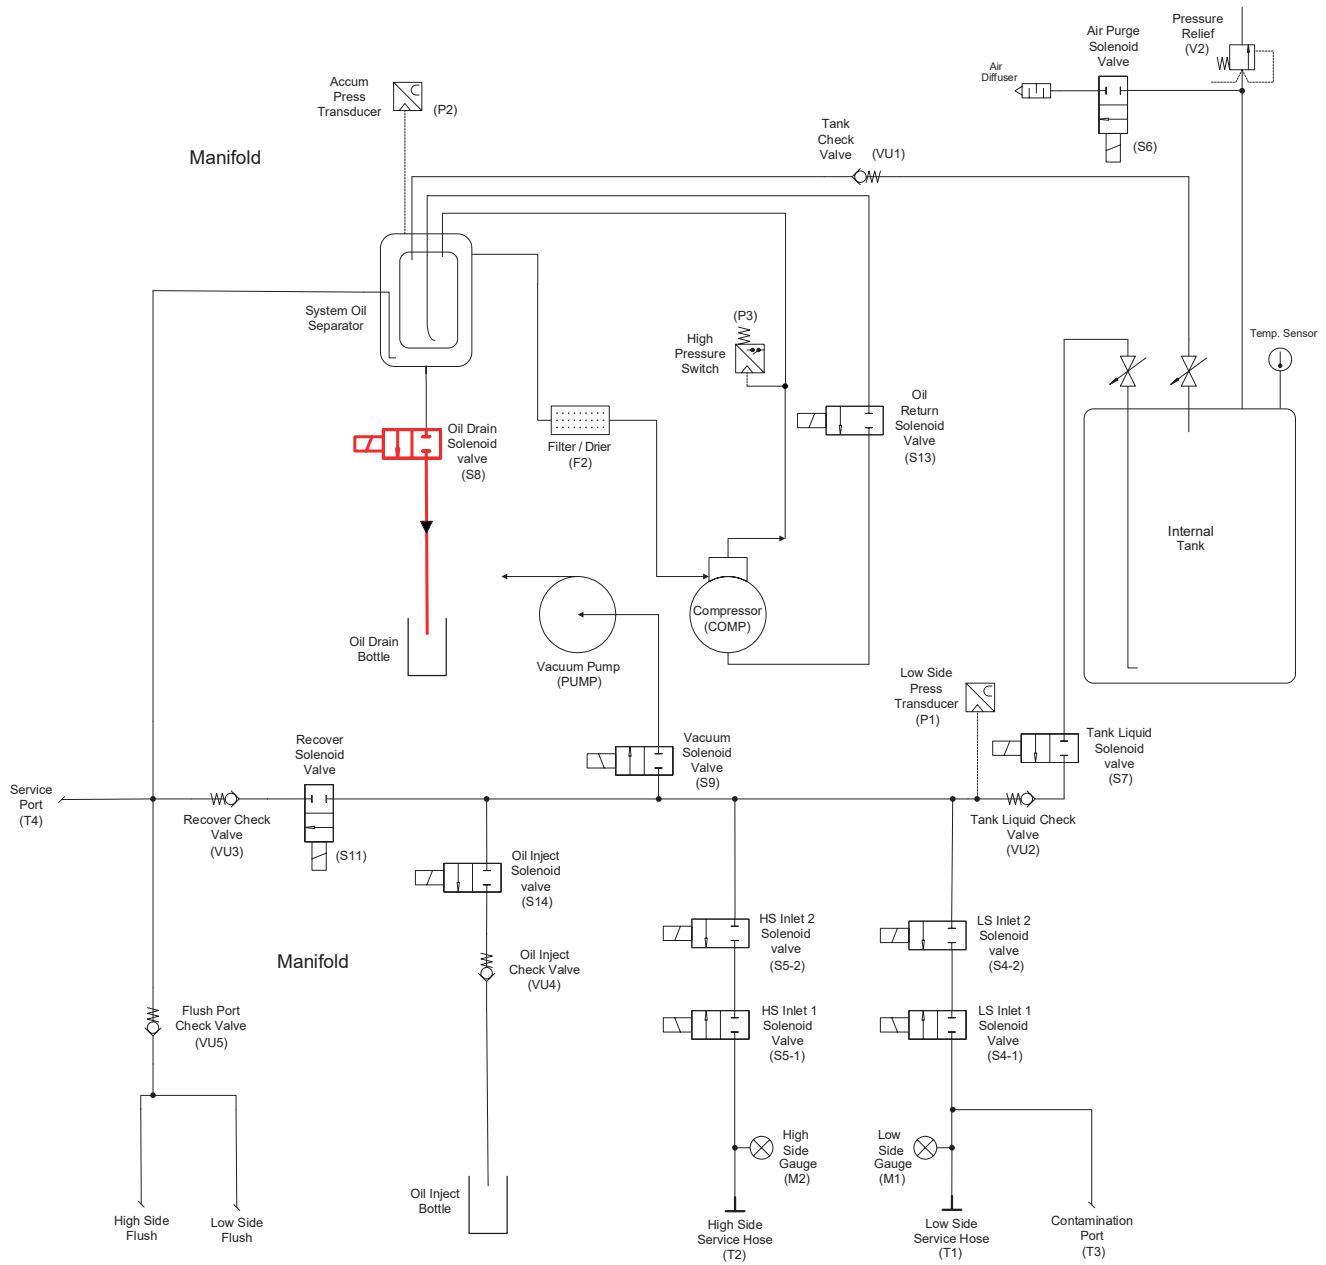 Pressure
Relief
(V2)
Air Purge
Solenoid
Valve
Air
Diffuser
(S6)
Accum
Press
Transducer
(P2)
Manifold
Tank
Check
Valve
(VU1)
System Oil
Separator
(P3)
High
Pressure
Switch
Temp. Sensor
Oil
Return
Solenoid
Valve
(S13)
Oil Drain
Solenoid
valve
(S8)
Filter / Drier
(F2)
Internal
Tank
Compressor
(COMP)
Oil Drain
Bottle
Vacuum Pump
(PUMP)
Low Side
Press
Transducer
(P1)
Recover
Solenoid
Valve
Vacuum
Solenoid
Valve
(S9)
Tank Liquid
Solenoid
valve
(S7)
Service
Port
(T4)
Recover Check
Valve
(VU3)
(S11)
Tank Liquid Check
Valve
(VU2)
Oil Inject
Solenoid
valve
(S14)
HS Inlet 2
Solenoid
valve
(S5-2)
LS Inlet 2
Solenoid
valve
(S4-2)
Manifold
Oil Inject
Check Valve
(VU4)
Flush Port
Check Valve
(VU5)
HS Inlet 1
Solenoid
Valve
(S5-1)
LS Inlet 1
Solenoid
Valve
(S4-1)
High
Side
Gauge
(M2)
Low
Side
Gauge
(M1)
Oil Inject
Bottle
High Side
Flush
Low Side
Flush
High Side
Service Hose
(T2)
Low Side
Service Hose
(T1)
Contamination
Port
(T3)